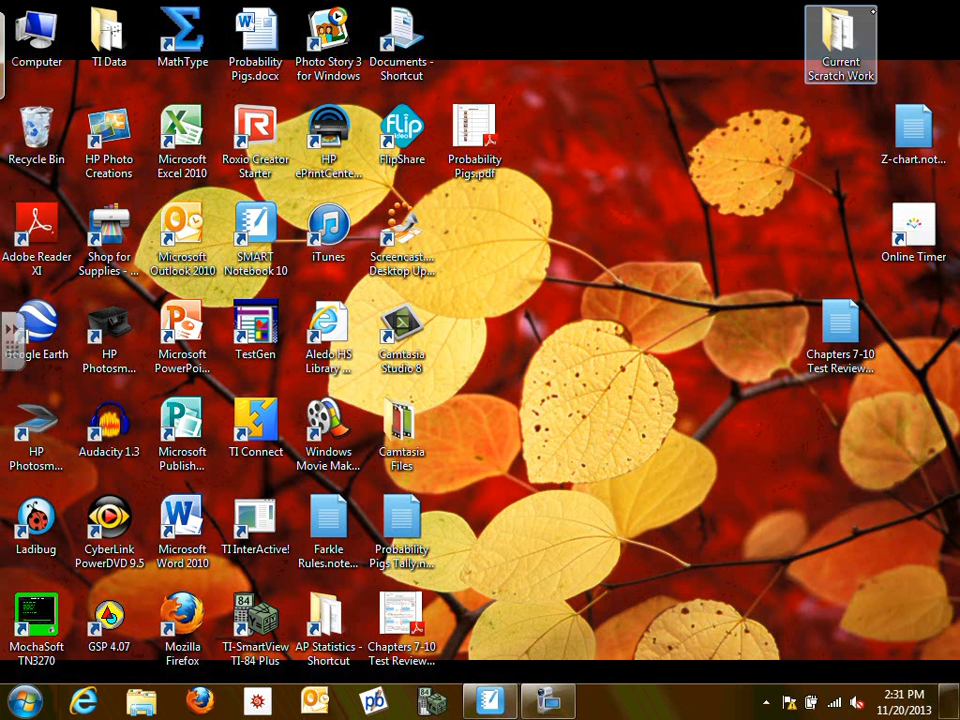 Computer
TI Data
MathType
Probability
Pigs.docx
Photo Story 3
for Windows
Documents -
Shortcut
Current
Scratch Work
Recycle Bin
HP Photo
Creations
Microsoft
Excel 2010
Roxio Creator
Starter
HP
ePrintCente...
FlipShare
Probability
Pigs.pdf
Z-chart.not...
Adobe Reader
XI
Shop for
Supplies - ...
Microsoft
Outlook 2010
SMART
Notebook 10
iTunes
Screencast....
Desktop Up...
Online Timer
Google Earth
HP
Photosm...
Microsoft
PowerPoi...
TestGen
Aledo HS
Library ...
Camtasia
Studio 8
Chapters 7-10
Test Review...
HP
Photosm...
Audacity 1.3
Microsoft
Publish...
TI Connect
Windows
Movie Mak...
Camtasia
Files
Ladibug
CyberLink
PowerDVD 9.5
Microsoft
Word 2010
TI InterActive!
Farkle
Rules.note...
Probability
Pigs Tally.n...
MochaSoft
TN3270
GSP 4.07
Mozilla
Firefox
84
TI-SmartView
TI-84 Plus
AP Statistics -
Shortcut
Chapters 7-10
Test Review...
flip
video
pb
84
2:31 PM
11/20/2013